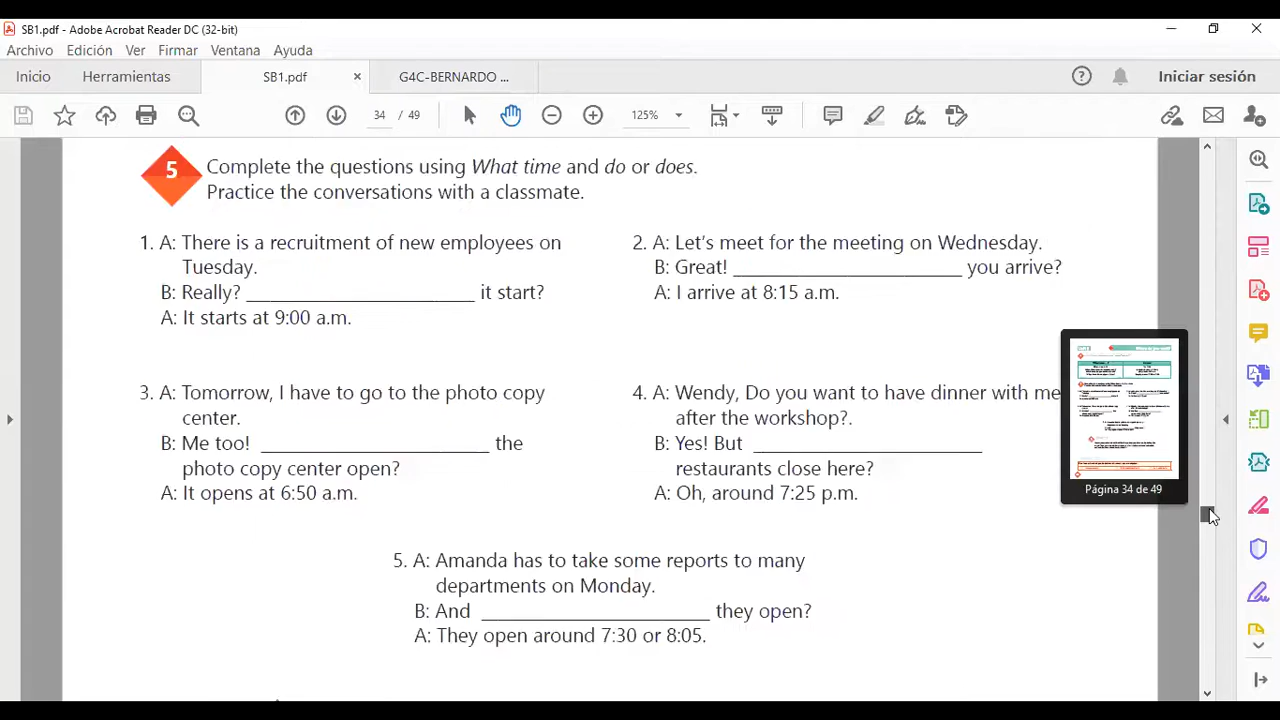 SB1.pdf - Adobe Acrobat Reader DC (32-bit)
Archivo Edición Ver Firmar Ventana Ayuda
Inicio Herramientas SB1.pdf × G4C-BERNARDO ... Iniciar sesión
34 / 49 125%
5 Complete the questions using What time and do or does.
Practice the conversations with a classmate.
1. A: There is a recruitment of new employees on
Tuesday.
B: Really? ________________________ it start?
A: It starts at 9:00 a.m.
2. A: Let's meet for the meeting on Wednesday.
B: Great! ________________________ you arrive?
A: I arrive at 8:15 a.m.
3. A: Tomorrow, I have to go to the photo copy
center.
B: Me too! ________________________ the
photo copy center open?
A: It opens at 6:50 a.m.
4. A: Wendy, Do you want to have dinner with me
after the workshop?.
B: Yes! But ________________________
restaurants close here?
A: Oh, around 7:25 p.m.
5. A: Amanda has to take some reports to many
departments on Monday.
B: And ________________________ they open?
A: They open around 7:30 or 8:05.
Página 34 de 49